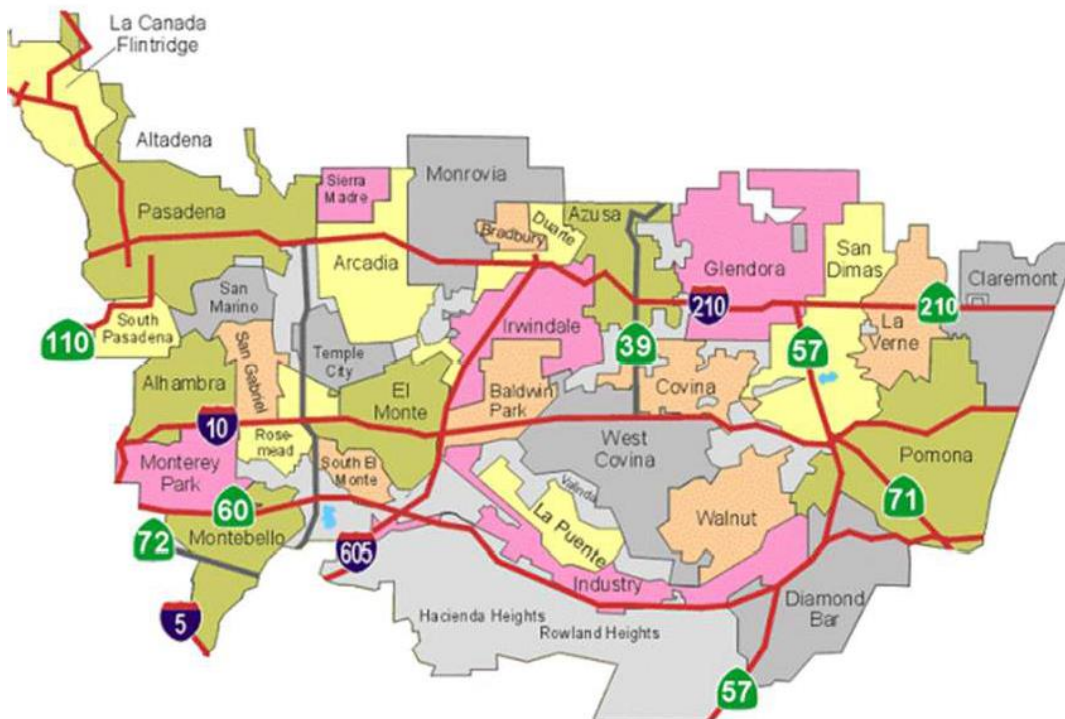 La Canada
Flintridge
Altadena
Pasadena
Sierra
Madre
Monrovia
Bradbury
Duarte
Azusa
Glendora
San
Dimas
Claremont
Arcadia
San
Marino
South
Pasadena
110
Irwindale
210
210
La
Verne
39
57
Temple
City
San Gabriel
Alhambra
El
Monte
Baldwin
Park
Covina
10
Rose-
mead
West
Covina
Pomona
Monterey
Park
South El
Monte
Valinda
La Puente
Walnut
71
60
72
Montebello
605
Industry
Diamond
Bar
5
Hacienda Heights
Rowland Heights
57